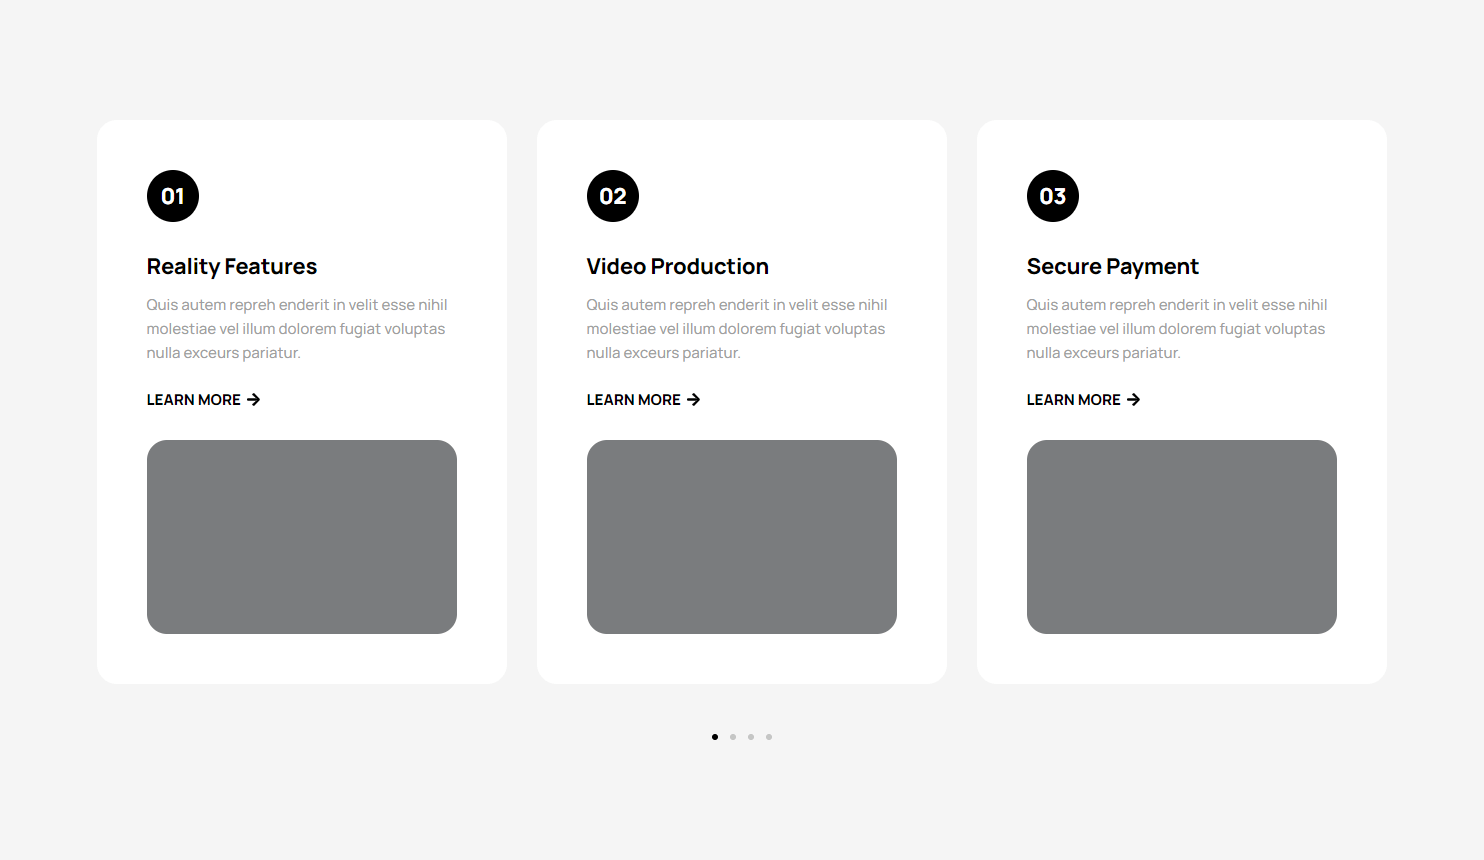 01
Reality Features
Quis autem repreh enderit in velit esse nihil
molestiae vel illum dolorem fugiat voluptas
nulla exceurs pariatur.
LEARN MORE
02
Video Production
Quis autem repreh enderit in velit esse nihil
molestiae vel illum dolorem fugiat voluptas
nulla exceurs pariatur.
LEARN MORE
03
Secure Payment
Quis autem repreh enderit in velit esse nihil
molestiae vel illum dolorem fugiat voluptas
nulla exceurs pariatur.
LEARN MORE